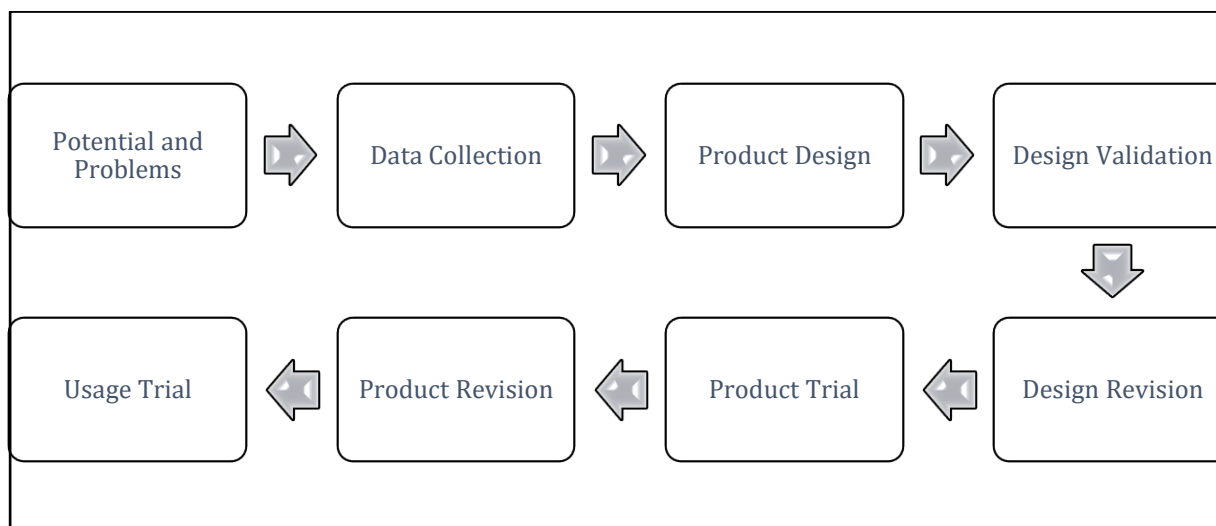 Potential and
Problems
Data Collection
Product Design
Design Validation
Design Revision
Product Trial
Product Revision
Usage Trial